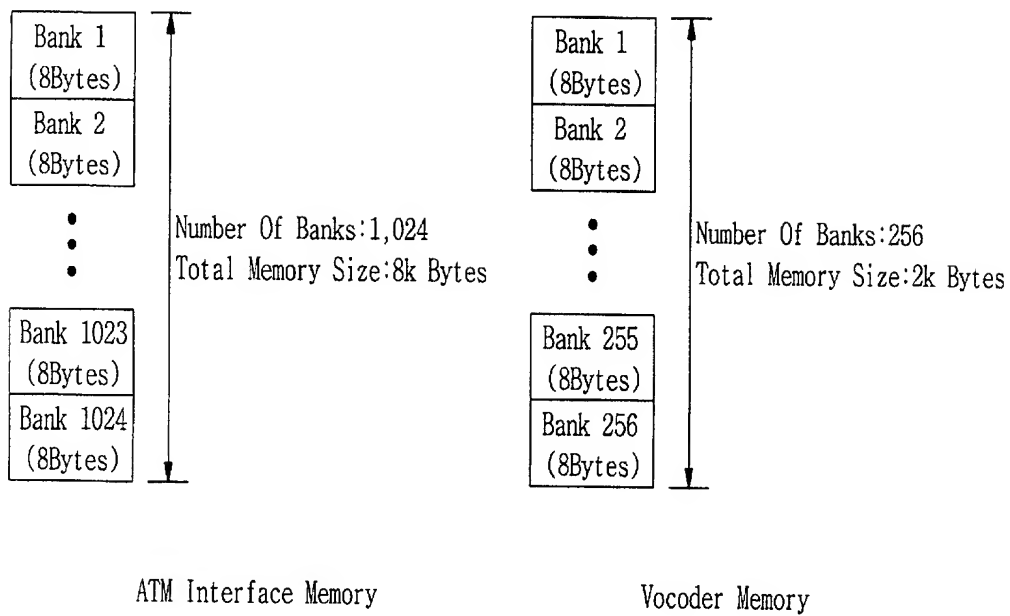 Bank 1
(8Bytes)
Bank 2
(8Bytes)
Number Of Banks:1,024
Total Memory Size:8k Bytes
Bank 1023
(8Bytes)
Bank 1024
(8Bytes)
ATM Interface Memory
Bank 1
(8Bytes)
Bank 2
(8Bytes)
Number Of Banks:256
Total Memory Size:2k Bytes
Bank 255
(8Bytes)
Bank 256
(8Bytes)
Vocoder Memory